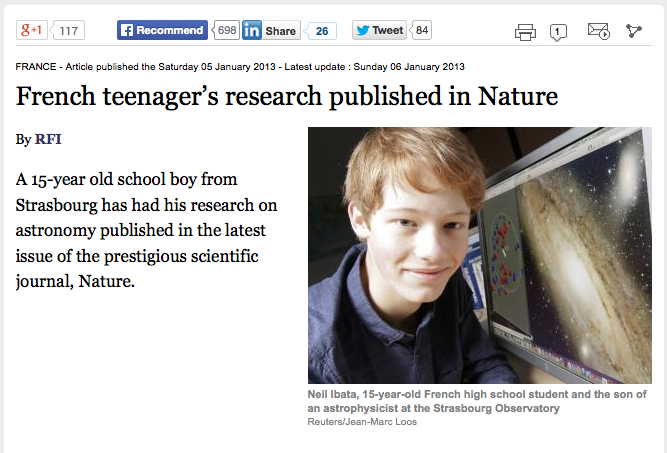 g+1 117 Recommend 698 in Share 26 Tweet 84 1
FRANCE - Article published the Saturday 05 January 2013 - Latest update : Sunday 06 January 2013
French teenager’s research published in Nature
By RFI
A 15-year old school boy from
Strasbourg has had his research on
astronomy published in the latest
issue of the prestigious scientific
journal, Nature.
Neil Ibata, 15-year-old French high school student and the son of
an astrophysicist at the Strasbourg Observatory
Reuters/Jean-Marc Loos